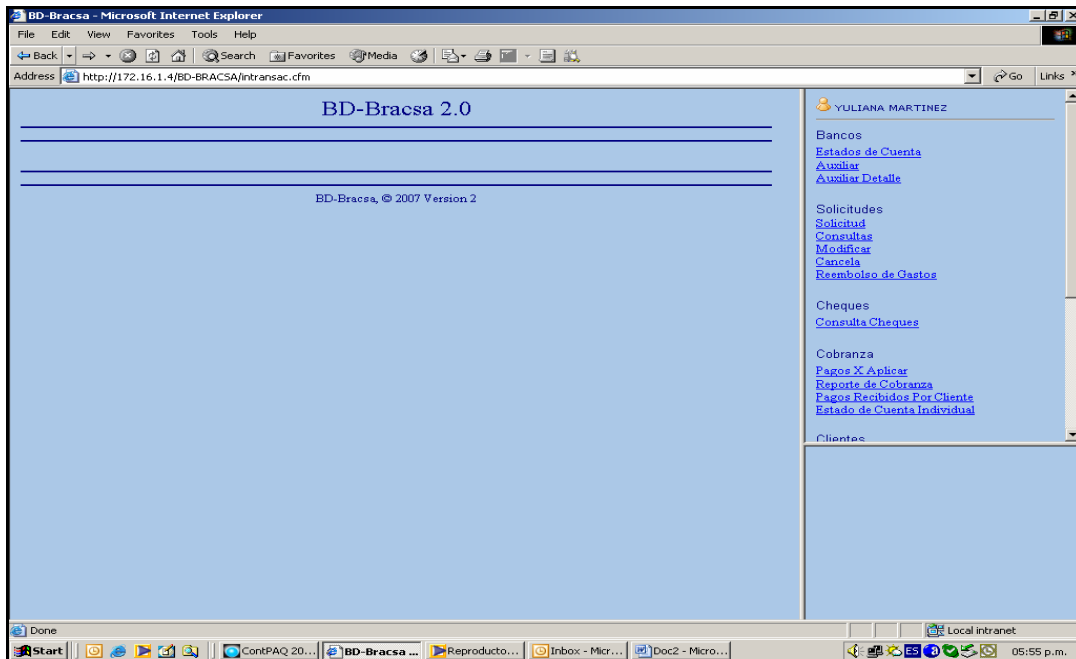 BD-Bracsa - Microsoft Internet Explorer
File Edit View Favorites Tools Help
Back Search Favorites Media
Address http://172.16.1.4/BD-BRACSA/intransac.cfm Go Links »
BD-Bracsa 2.0
BD-Bracsa, © 2007 Version 2
YULIANA MARTINEZ
Bancos
Estados de Cuenta
Auxiliar
Auxiliar Detalle
Solicitudes
Solicitud
Consultas
Modificar
Cancela
Reembolso de Gastos
Cheques
Consulta Cheques
Cobranza
Pagos X Aplicar
Reporte de Cobranza
Pagos Recibidos Por Cliente
Estado de Cuenta Individual
Clientes
Done Local intranet
Start ContPAQ 20... BD-Bracsa ... Reproducto... Inbox - Micr... Doc2 - Micro... ES 05:55 p.m.